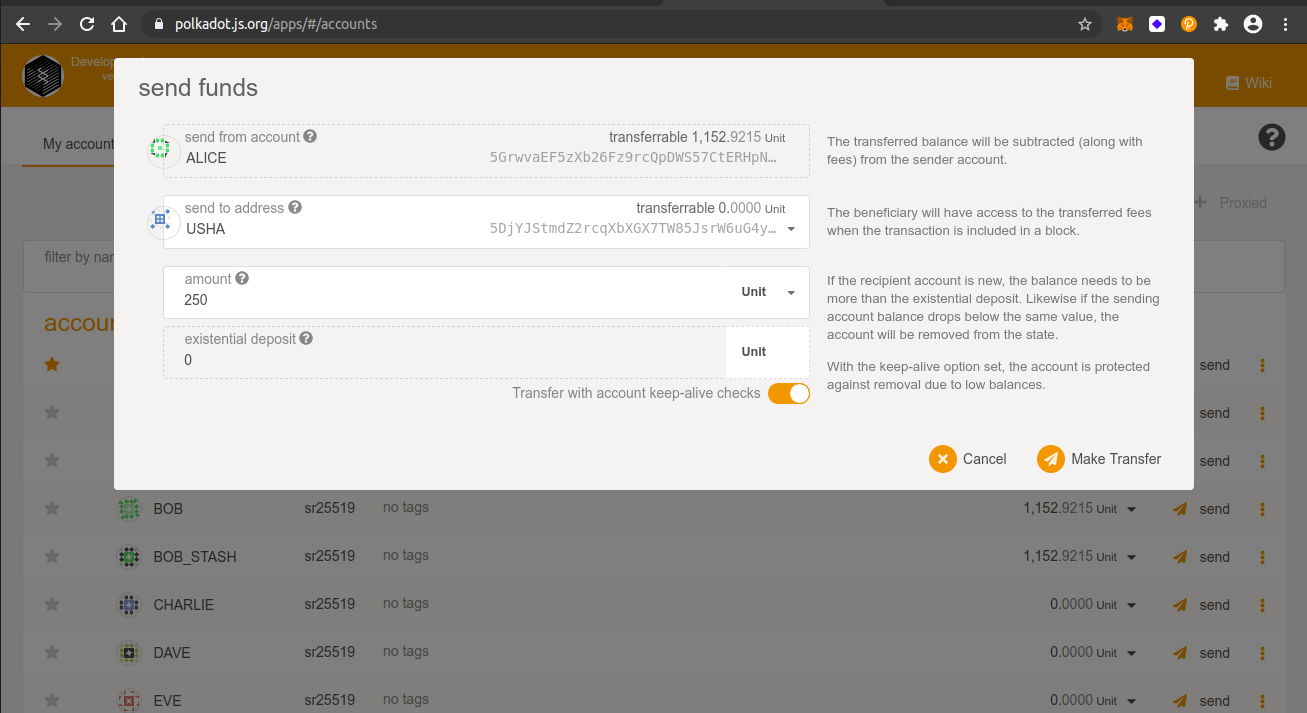 polkadot.js.org/apps/#/accounts
Develop
ve
Wiki
send funds
send from account
transferrable 1,152.9215 Unit
ALICE
5GrwvaEF5zXb26Fz9rcQpDWS57CtERHpN…
The transferred balance will be subtracted (along with
fees) from the sender account.
My account
send to address
transferrable 0.0000 Unit
USHA
5DjYJStmdZ2rcqXbXGX7TW85JsrW6uG4y…
The beneficiary will have access to the transferred fees
when the transaction is included in a block.
Proxied
filter by nar
amount
250
Unit
If the recipient account is new, the balance needs to be
more than the existential deposit. Likewise if the sending
account balance drops below the same value, the
account will be removed from the state.
accour
existential deposit
0
Unit
With the keep-alive option set, the account is protected
against removal due to low balances.
send
Transfer with account keep-alive checks
send
Cancel
Make Transfer
send
BOB sr25519 no tags 1,152.9215 Unit send
BOB_STASH sr25519 no tags 1,152.9215 Unit send
CHARLIE sr25519 no tags 0.0000 Unit send
DAVE sr25519 no tags 0.0000 Unit send
EVE sr25519 no tags 0.0000 Unit send